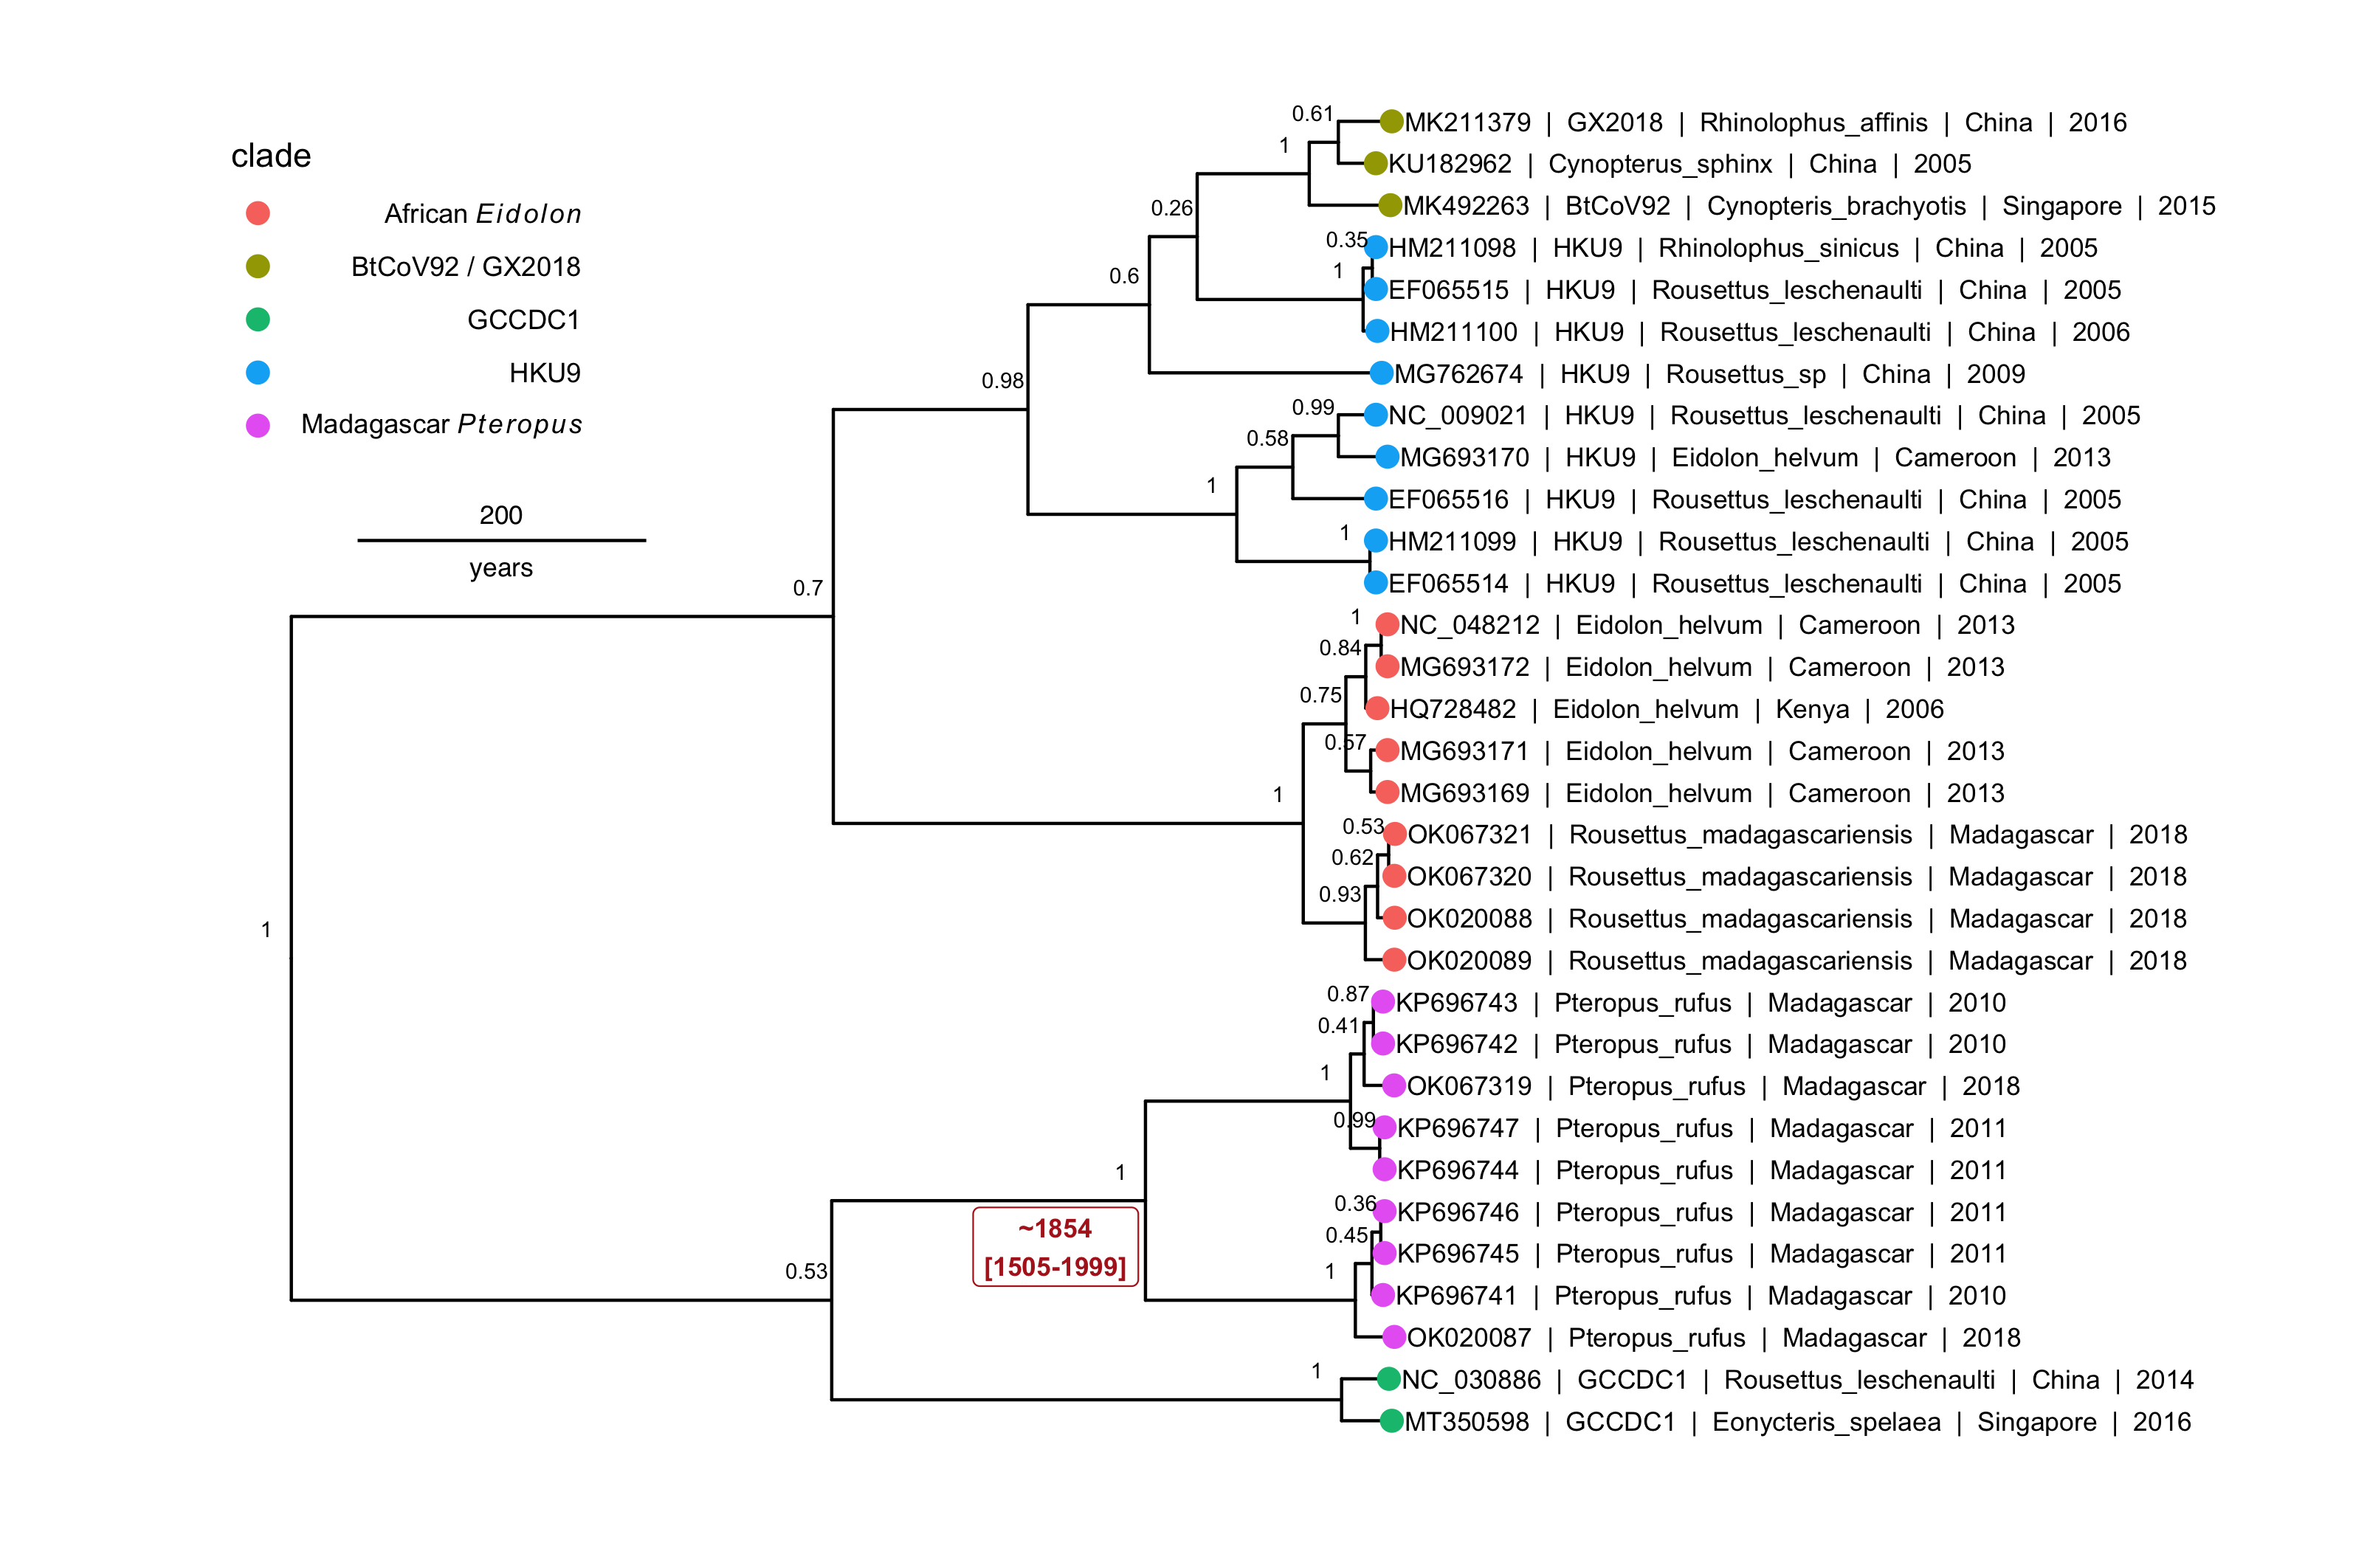 clade
African Eidolon
BtCoV92 / GX2018
GCCDC1
HKU9
Madagascar Pteropus
200
years
0.61
MK211379 | GX2018 | Rhinolophus_affinis | China | 2016
1
KU182962 | Cynopterus_sphinx | China | 2005
0.26
MK492263 | BtCoV92 | Cynopteris_brachyotis | Singapore | 2015
0.35
HM211098 | HKU9 | Rhinolophus_sinicus | China | 2005
0.6
1
EF065515 | HKU9 | Rousettus_leschenaulti | China | 2005
HM211100 | HKU9 | Rousettus_leschenaulti | China | 2006
0.98
MG762674 | HKU9 | Rousettus_sp | China | 2009
0.99
NC_009021 | HKU9 | Rousettus_leschenaulti | China | 2005
0.58
MG693170 | HKU9 | Eidolon_helvum | Cameroon | 2013
1
EF065516 | HKU9 | Rousettus_leschenaulti | China | 2005
1
HM211099 | HKU9 | Rousettus_leschenaulti | China | 2005
0.7
EF065514 | HKU9 | Rousettus_leschenaulti | China | 2005
1
NC_048212 | Eidolon_helvum | Cameroon | 2013
0.84
MG693172 | Eidolon_helvum | Cameroon | 2013
0.75
HQ728482 | Eidolon_helvum | Kenya | 2006
0.57
MG693171 | Eidolon_helvum | Cameroon | 2013
1
MG693169 | Eidolon_helvum | Cameroon | 2013
0.53
OK067321 | Rousettus_madagascariensis | Madagascar | 2018
0.62
OK067320 | Rousettus_madagascariensis | Madagascar | 2018
0.93
OK020088 | Rousettus_madagascariensis | Madagascar | 2018
1
OK020089 | Rousettus_madagascariensis | Madagascar | 2018
0.87
KP696743 | Pteropus_rufus | Madagascar | 2010
0.41
KP696742 | Pteropus_rufus | Madagascar | 2010
1
OK067319 | Pteropus_rufus | Madagascar | 2018
0.99
KP696747 | Pteropus_rufus | Madagascar | 2011
1
KP696744 | Pteropus_rufus | Madagascar | 2011
0.36
KP696746 | Pteropus_rufus | Madagascar | 2011
~1854
[1505-1999]
0.45
KP696745 | Pteropus_rufus | Madagascar | 2011
0.53
1
KP696741 | Pteropus_rufus | Madagascar | 2010
OK020087 | Pteropus_rufus | Madagascar | 2018
1
NC_030886 | GCCDC1 | Rousettus_leschenaulti | China | 2014
MT350598 | GCCDC1 | Eonycteris_spelaea | Singapore | 2016